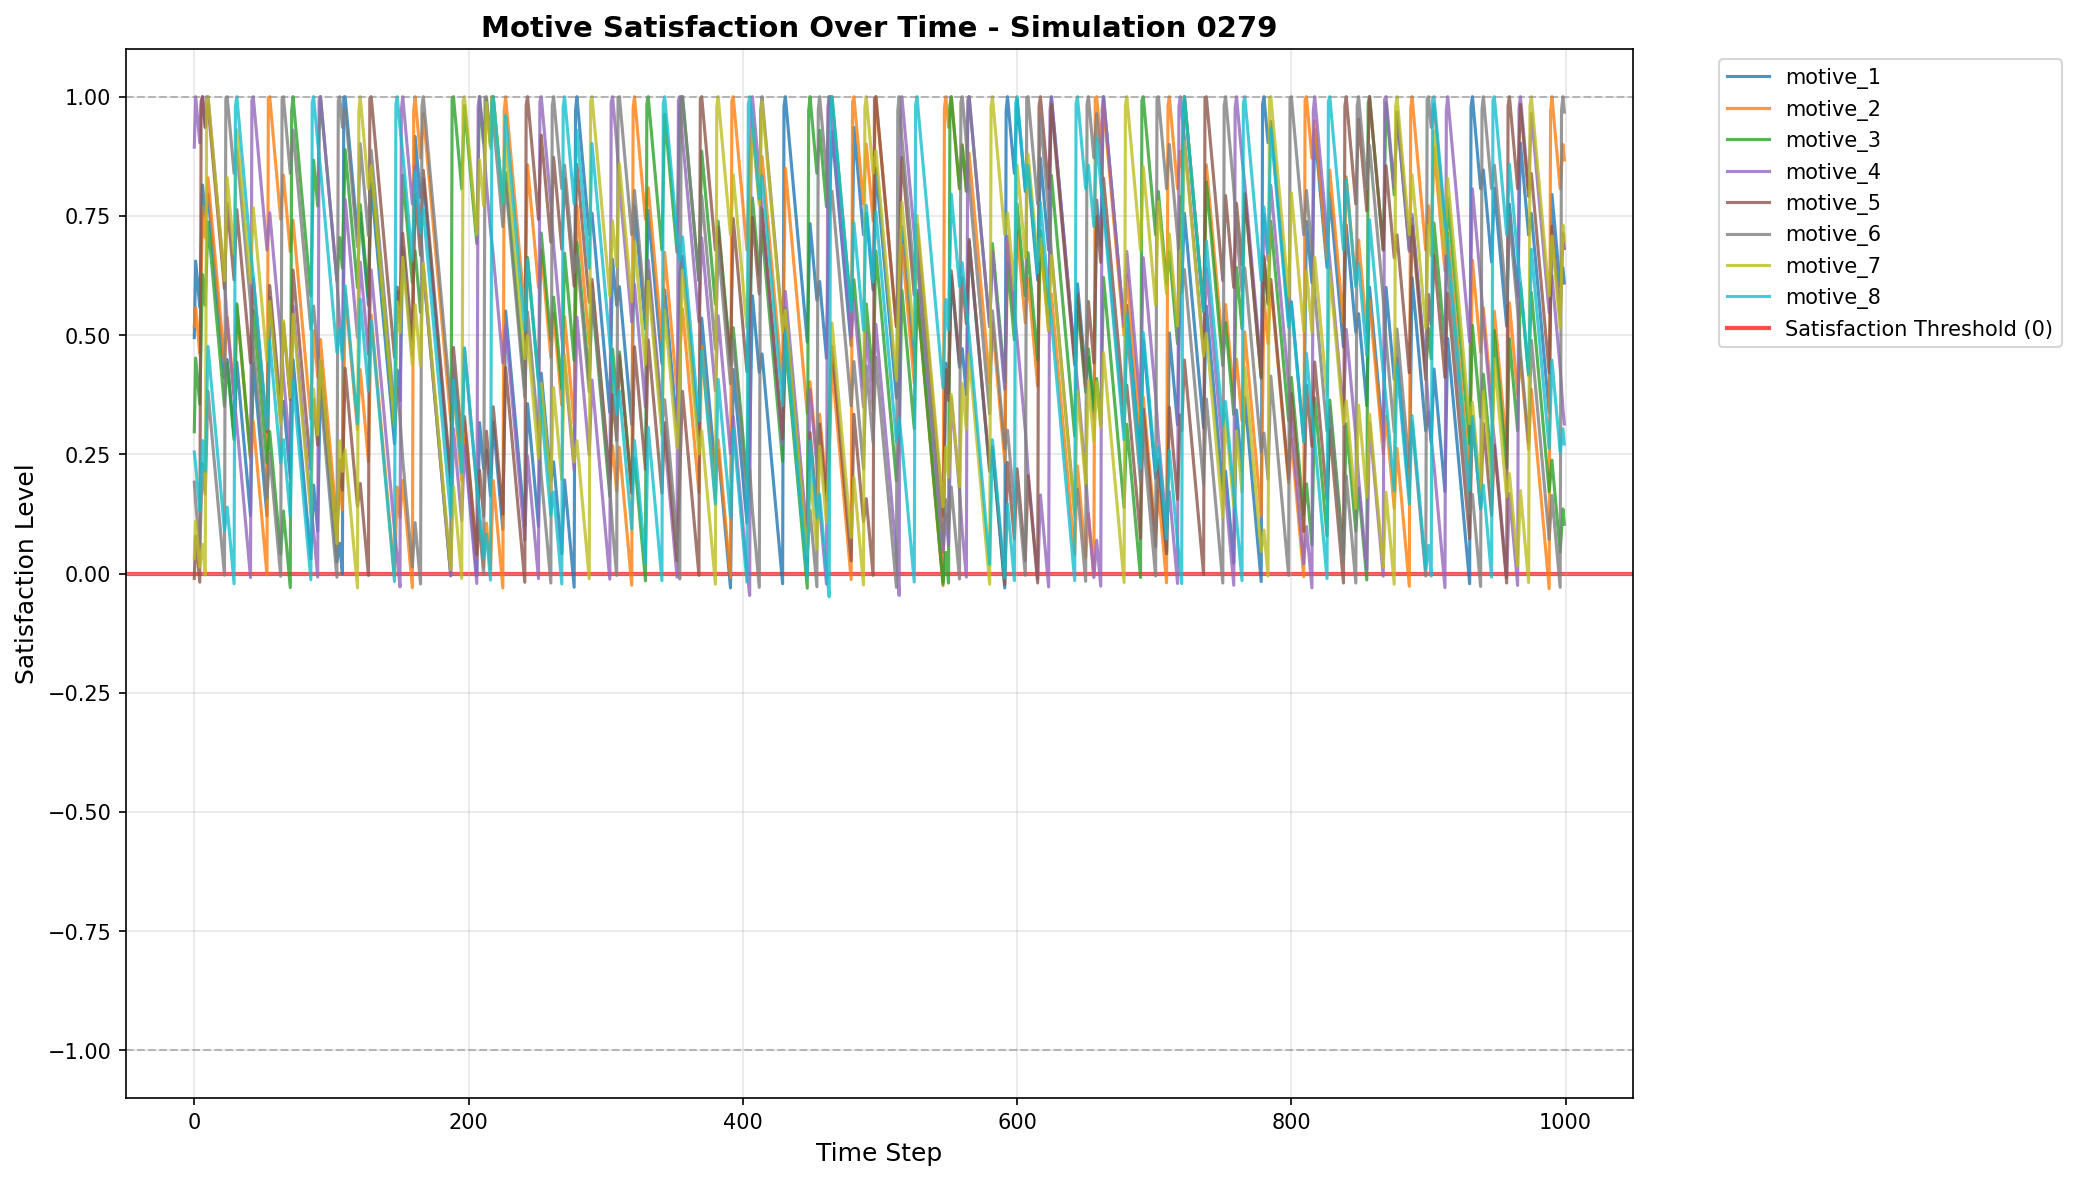 Motive Satisfaction Over Time - Simulation 0279
1.00
0.75
0.50
0.25
0.00
−0.25
−0.50
−0.75
−1.00
Satisfaction Level
0
200
400
600
800
1000
Time Step
motive_1
motive_2
motive_3
motive_4
motive_5
motive_6
motive_7
motive_8
Satisfaction Threshold (0)